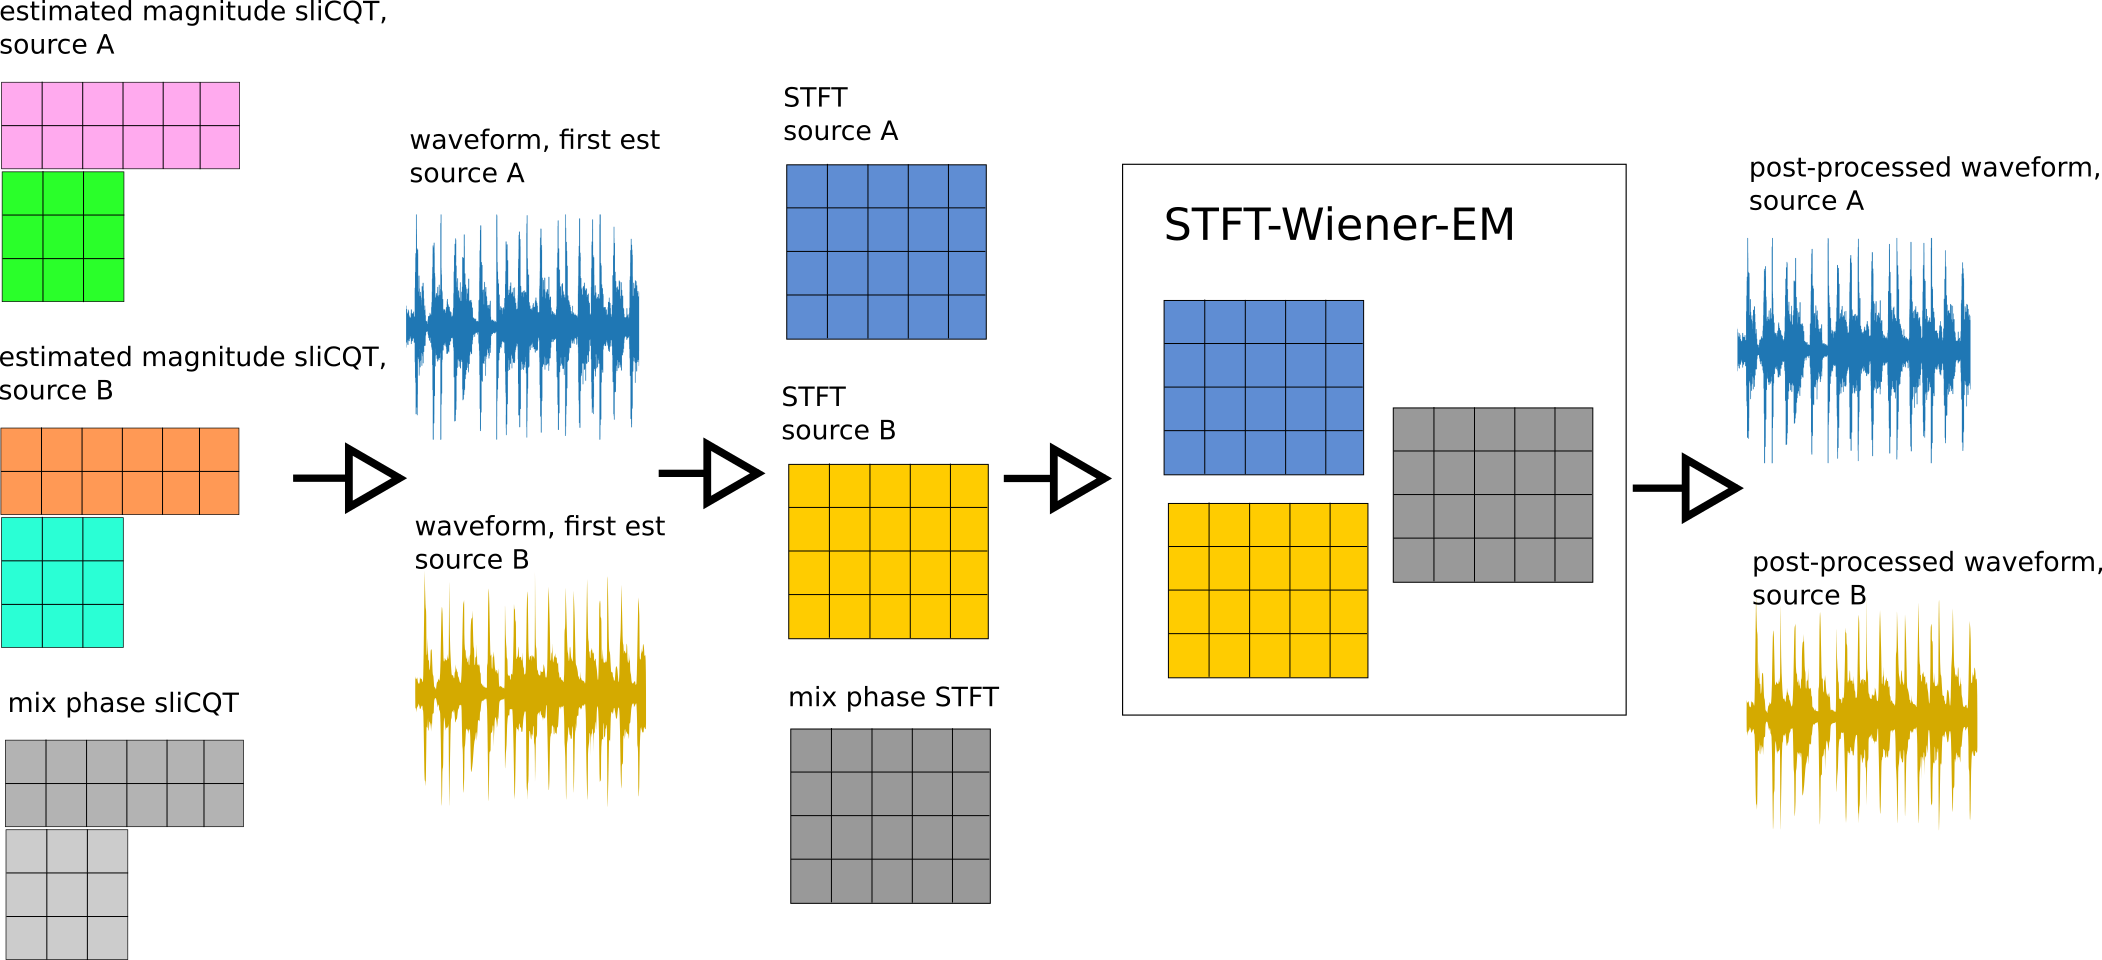 estimated magnitude sliCQT,
source A
estimated magnitude sliCQT,
source B
mix phase sliCQT
waveform, first est
source A
waveform, first est
source B
STFT
source A
STFT
source B
mix phase STFT
STFT-Wiener-EM
post-processed waveform,
source A
post-processed waveform,
source B